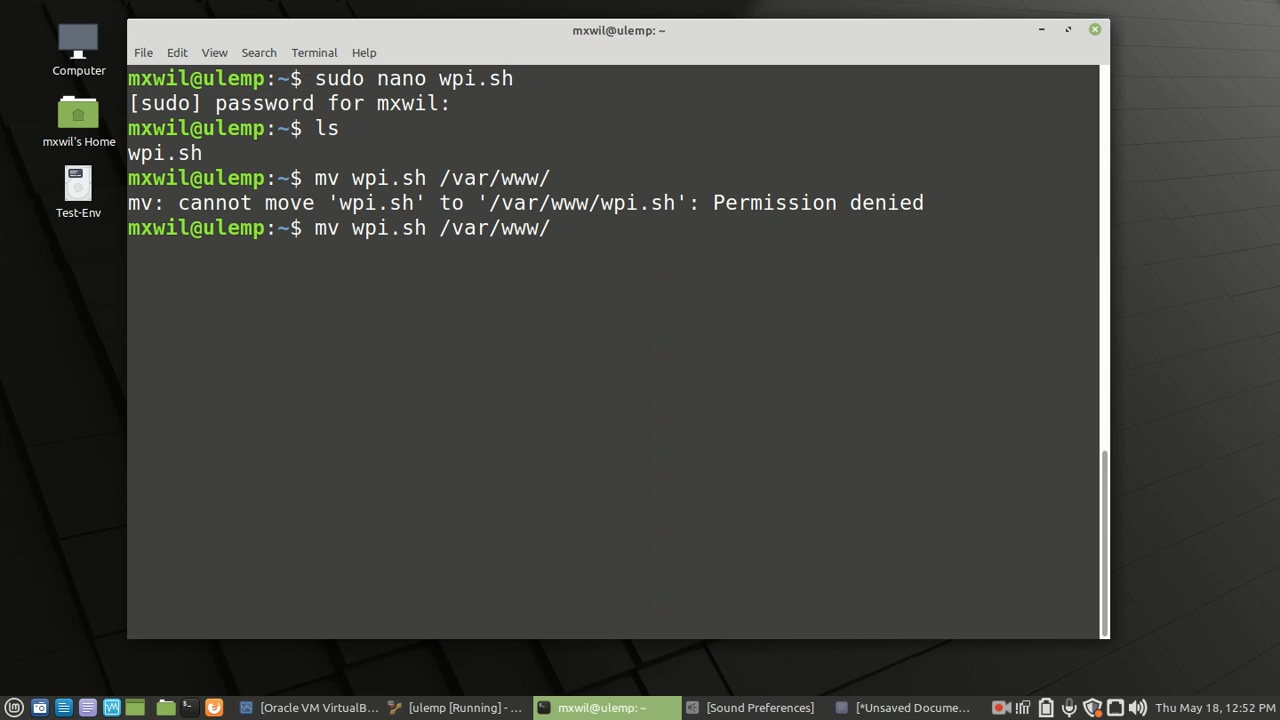 mxwil@ulemp: ~
File Edit View Search Terminal Help
Computer
mxwil's Home
Test-Env
mxwil@ulemp:~$ sudo nano wpi.sh
[sudo] password for mxwil:
mxwil@ulemp:~$ ls
wpi.sh
mxwil@ulemp:~$ mv wpi.sh /var/www/
mv: cannot move 'wpi.sh' to '/var/www/wpi.sh': Permission denied
mxwil@ulemp:~$ mv wpi.sh /var/www/
[Oracle VM VirtualB... [ulemp [Running] - ... mxwil@ulemp: ~ [Sound Preferences] [*Unsaved Docume... Thu May 18, 12:52 PM